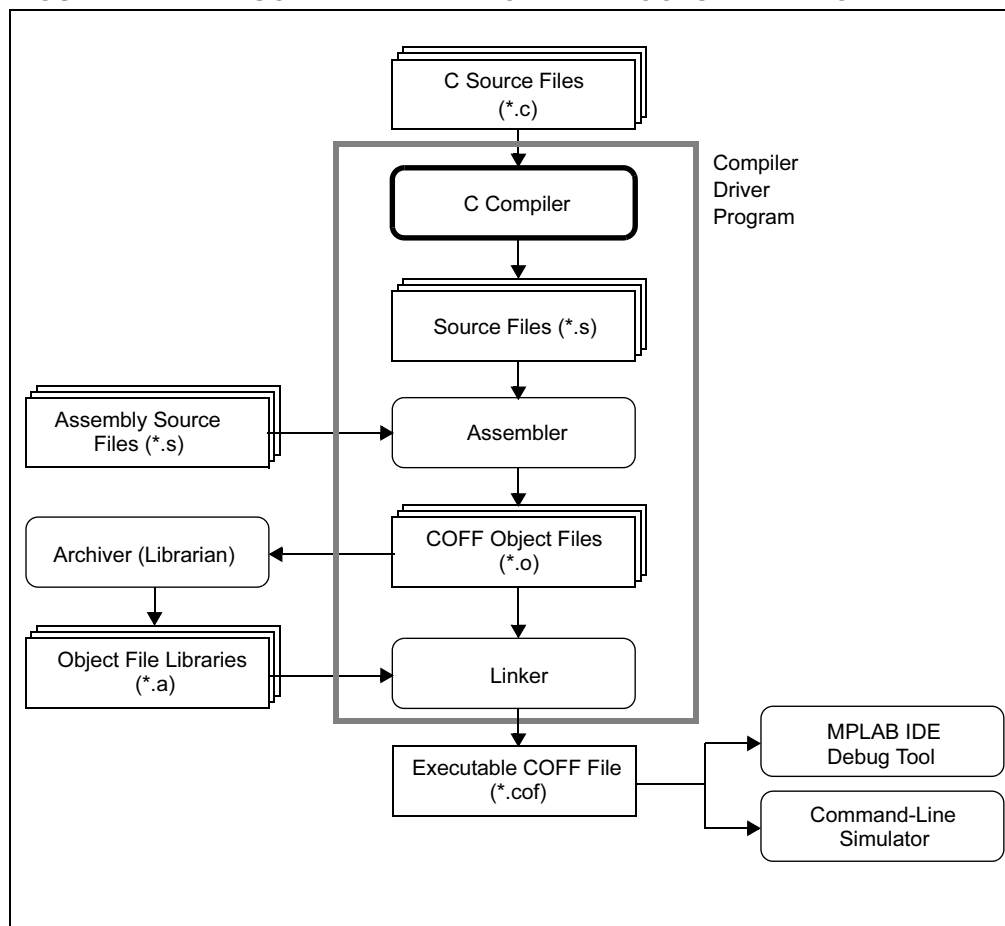 C Source Files
(*.c)
Compiler
Driver
Program
C Compiler
Source Files (*.s)
Assembly Source
Files (*.s)
Assembler
Archiver (Librarian)
COFF Object Files
(*.o)
Object File Libraries
(*.a)
Linker
Executable COFF File
(*.cof)
MPLAB IDE
Debug Tool
Command-Line
Simulator